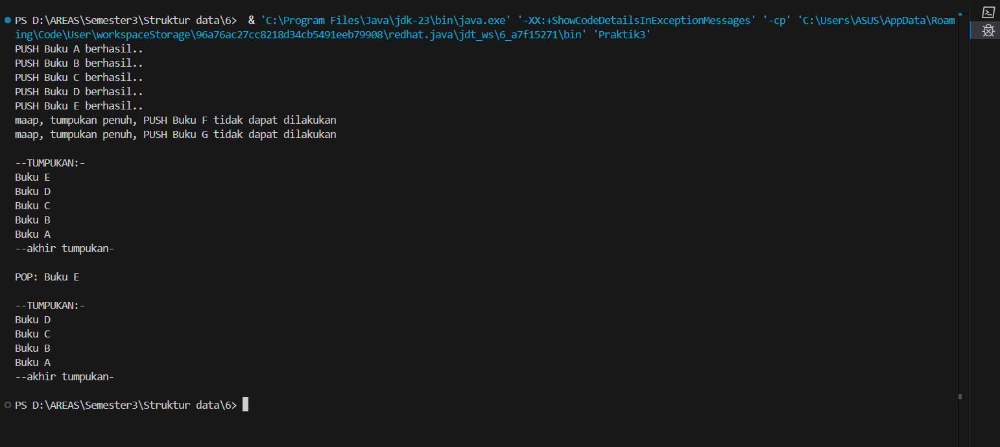 PS D:\AREAS\Semester3\Struktur data\6>  & 'C:\Program Files\Java\jdk-23\bin\java.exe' '-XX:+ShowCodeDetailsInExceptionMessages' '-cp' 'C:\Users\ASUS\AppData\Roam
ing\Code\User\workspaceStorage\96a76ac27cc8218d34cb5491eeb79908\redhat.java\jdt_ws\6_a7f15271\bin' 'Praktik3'
PUSH Buku A berhasil..
PUSH Buku B berhasil..
PUSH Buku C berhasil..
PUSH Buku D berhasil..
PUSH Buku E berhasil..
maap, tumpukan penuh, PUSH Buku F tidak dapat dilakukan
maap, tumpukan penuh, PUSH Buku G tidak dapat dilakukan
--TUMPUKAN:-
Buku E
Buku D
Buku C
Buku B
Buku A
--akhir tumpukan-
POP: Buku E
--TUMPUKAN:-
Buku D
Buku C
Buku B
Buku A
--akhir tumpukan-
PS D:\AREAS\Semester3\Struktur data\6>